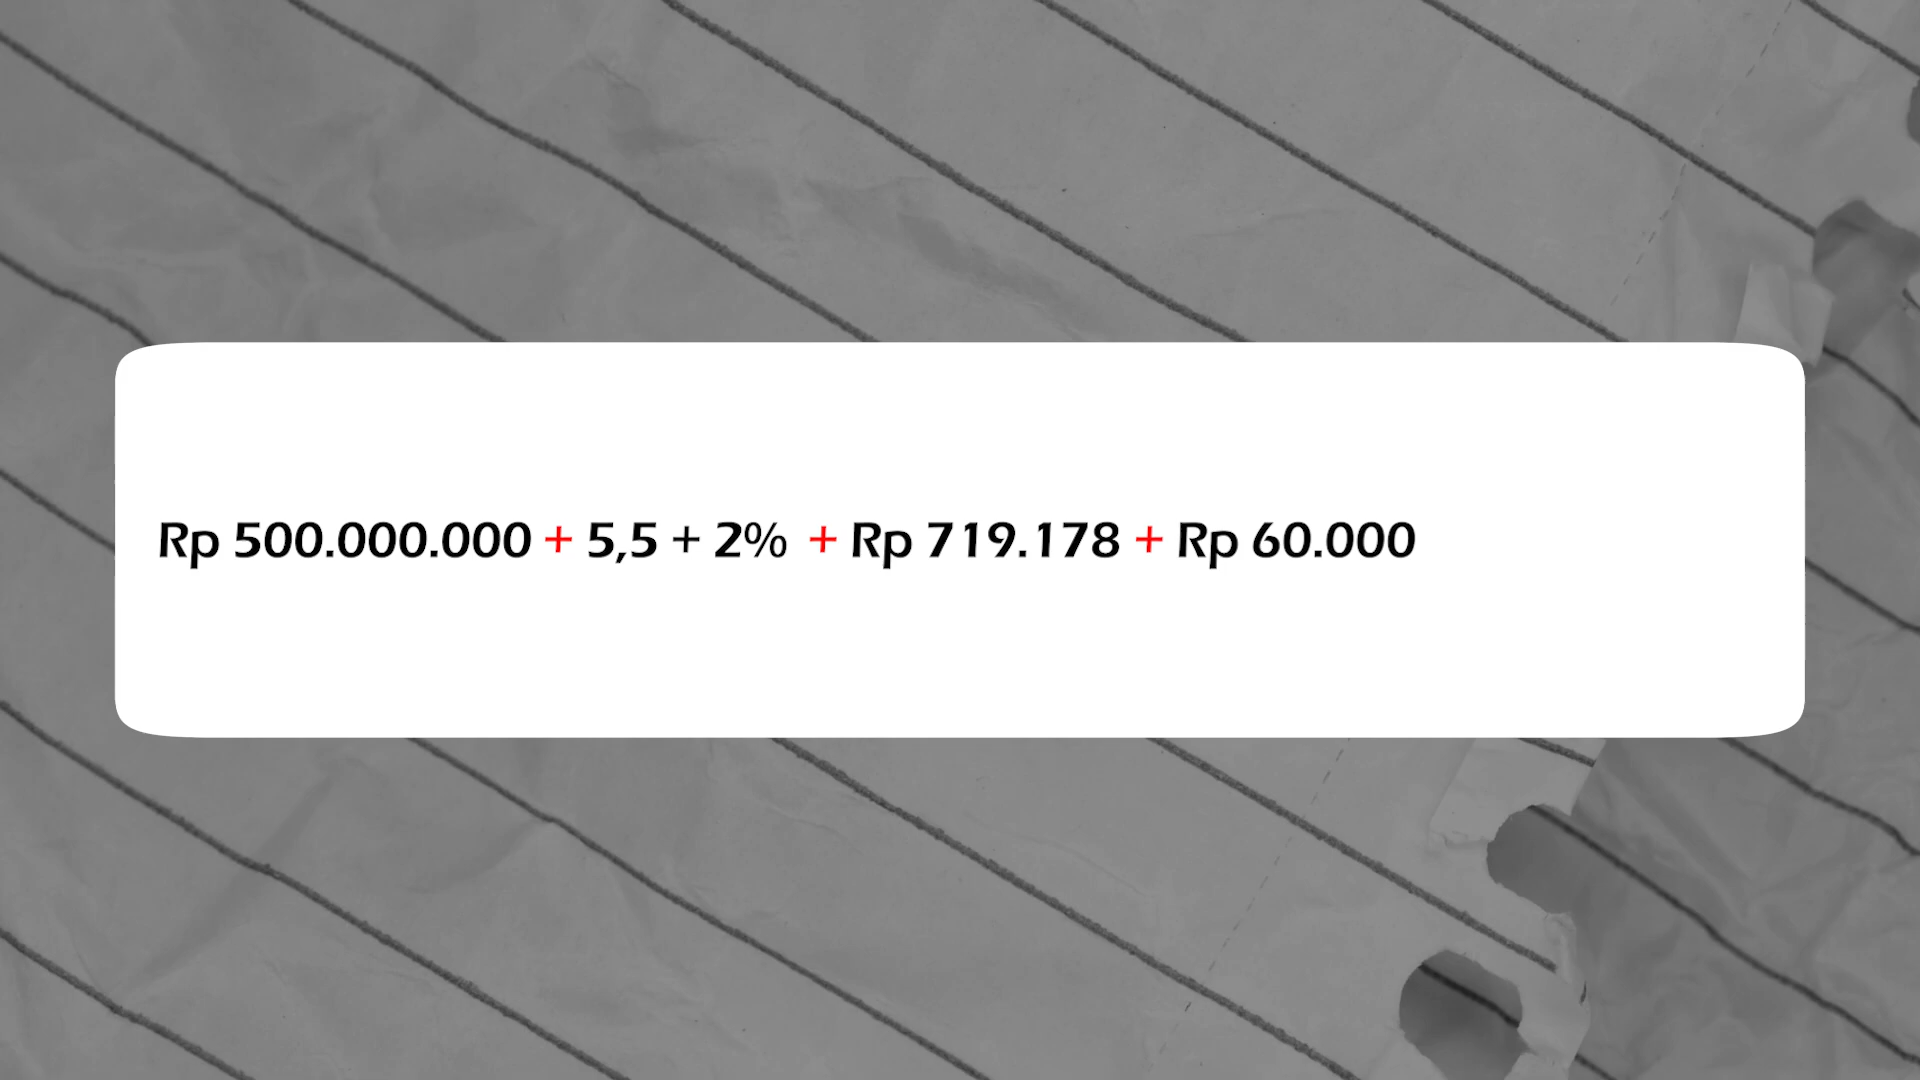 Rp 500.000.000 + 5,5 + 2% + Rp 719.178 + Rp 60.000